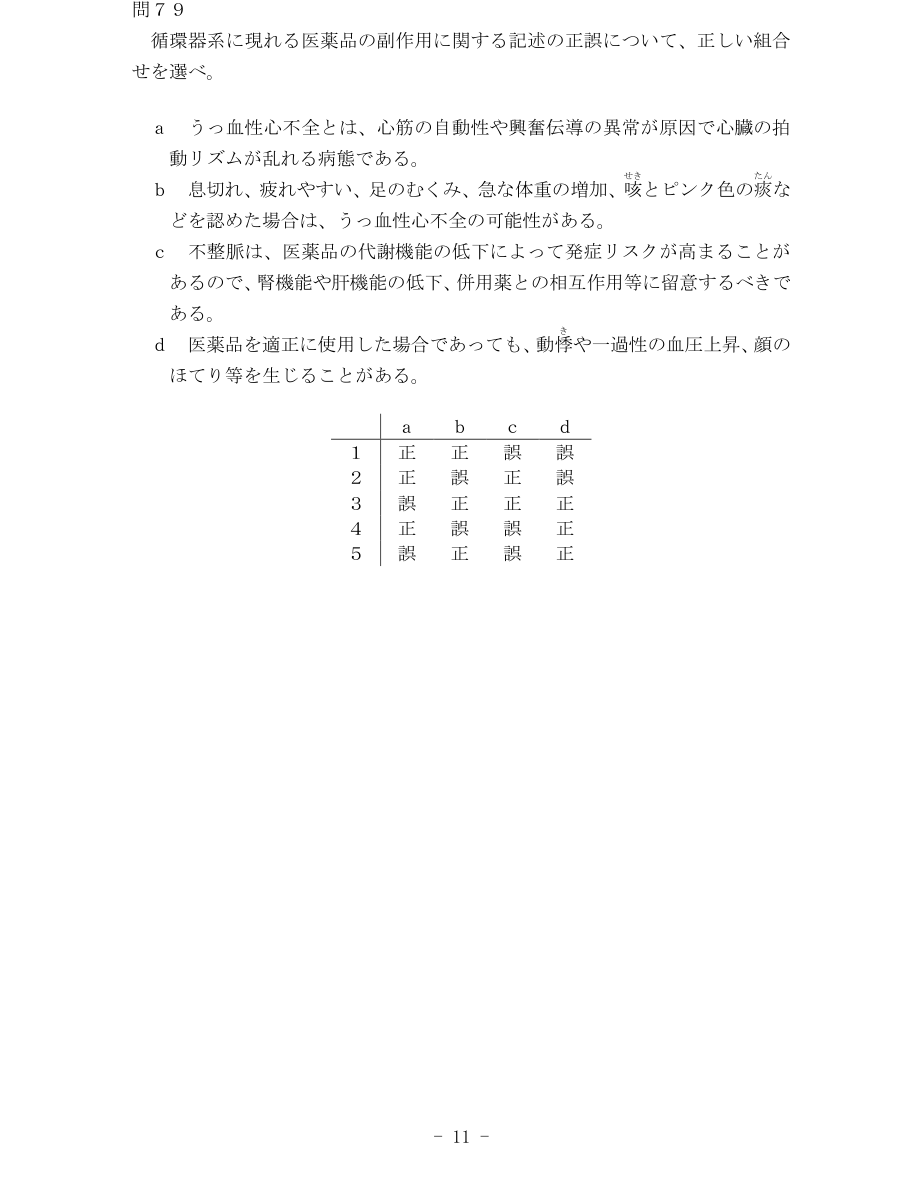 問７９
循環器系に現れる医薬品の副作用に関する記述の正誤について、正しい組合
せを選べ。
ａ　うっ血性心不全とは、心筋の自動性や興奮伝導の異常が原因で心臓の拍
動リズムが乱れる病態である。
せき　たん
ｂ　息切れ、疲れやすい、足のむくみ、急な体重の増加、咳とピンク色の痰な
どを認めた場合は、うっ血性心不全の可能性がある。
ｃ　不整脈は、医薬品の代謝機能の低下によって発症リスクが高まることが
あるので、腎機能や肝機能の低下、併用薬との相互作用等に留意するべきで
ある。
き
ｄ　医薬品を適正に使用した場合であっても、動悸や一過性の血圧上昇、顔の
ほてり等を生じることがある。
ａ　ｂ　ｃ　ｄ
１　正　正　誤　誤
２　正　誤　正　誤
３　誤　正　正　正
４　正　誤　誤　正
５　誤　正　誤　正
- 11 -